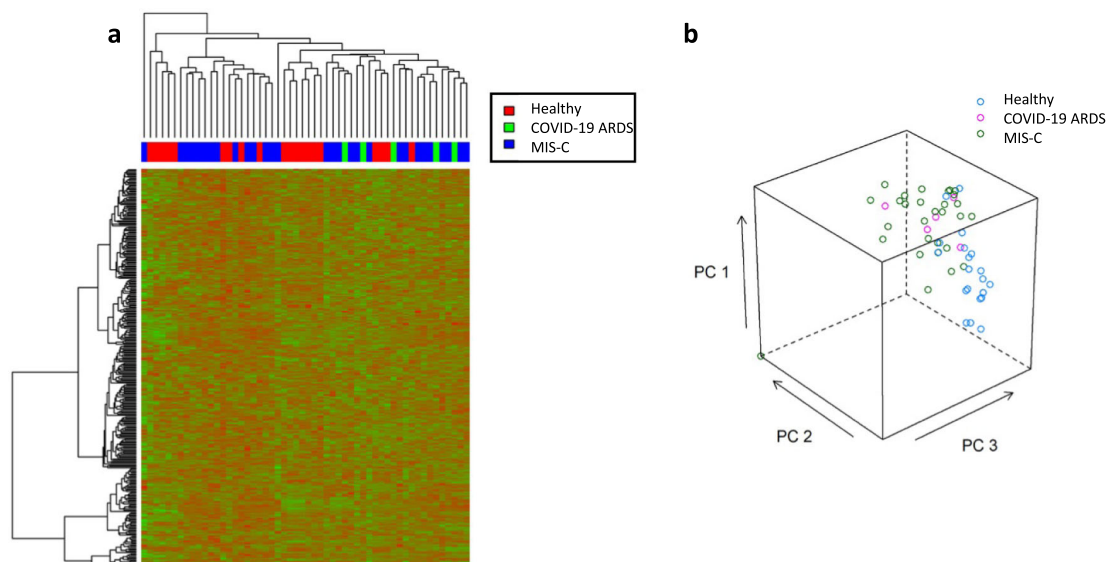 a
Healthy
COVID-19 ARDS
MIS-C
b
Healthy
COVID-19 ARDS
MIS-C
PC 1
PC 2
PC 3